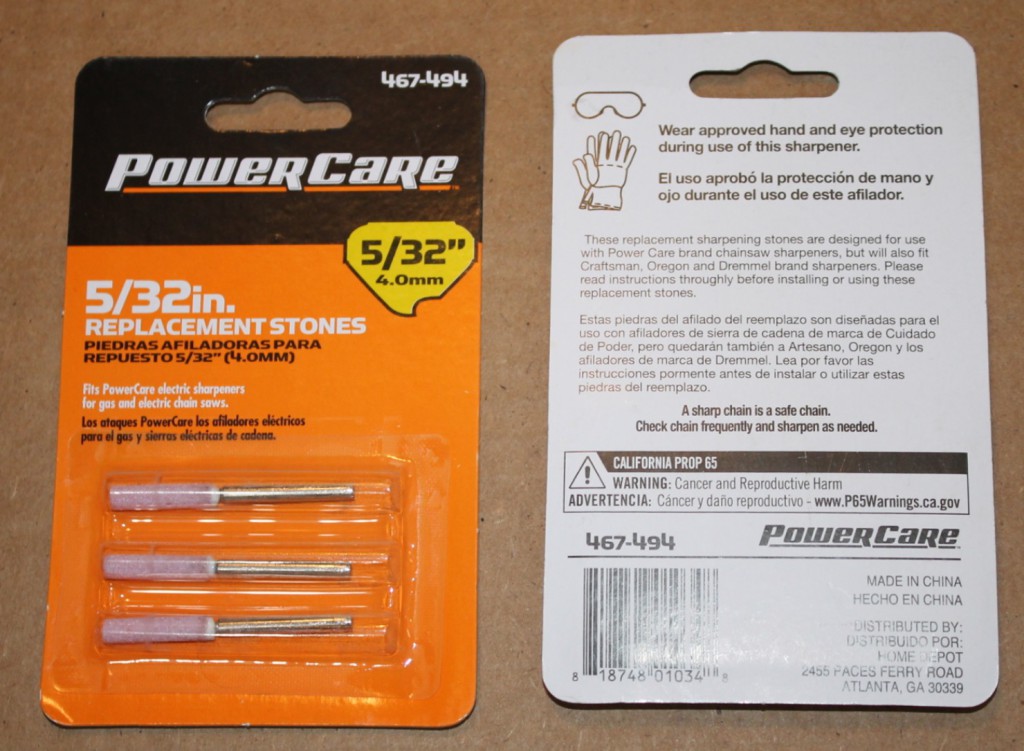 467-494
POWERCARE
5/32"
4.0mm
5/32in.
REPLACEMENT STONES
PIEDRAS AFILADORAS PARA
REPUESTO 5/32" (4.0MM)
Fits PowerCare electric sharpeners
for gas and electric chain saws.
Los ataques PowerCare los afiladores eléctricos
para el gas y sierras eléctricas de cadena.
Wear approved hand and eye protection
during use of this sharpener.
El uso aprobó la protección de mano y
ojo durante el uso de este afilador.
These replacement sharpening stones are designed for use
with Power Care brand chainsaw sharpeners, but will also fit
Craftsman, Oregon and Dremmel brand sharpeners. Please
read instructions throughly before installing or using these
replacement stones.
Estas piedras del afilado del reemplazo son diseñadas para el
uso con afiladores de sierra de cadena de marca de Cuidado
de Poder, pero quedarán también a Artesano, Oregon y los
afiladores de marca de Dremmel. Lea por favor las
instrucciones pormente antes de instalar o utilizar estas
piedras del reemplazo.
A sharp chain is a safe chain.
Check chain frequently and sharpen as needed.
CALIFORNIA PROP 65
WARNING: Cancer and Reproductive Harm
ADVERTENCIA: Cáncer y daño reproductivo - www.P65Warnings.ca.gov
467-494
POWERCARE
MADE IN CHINA
HECHO EN CHINA
DISTRIBUTED BY:
DISTRIBUIDO POR:
HOME DEPOT
2455 PACES FERRY ROAD
ATLANTA, GA 30339
8 18748 01034 8